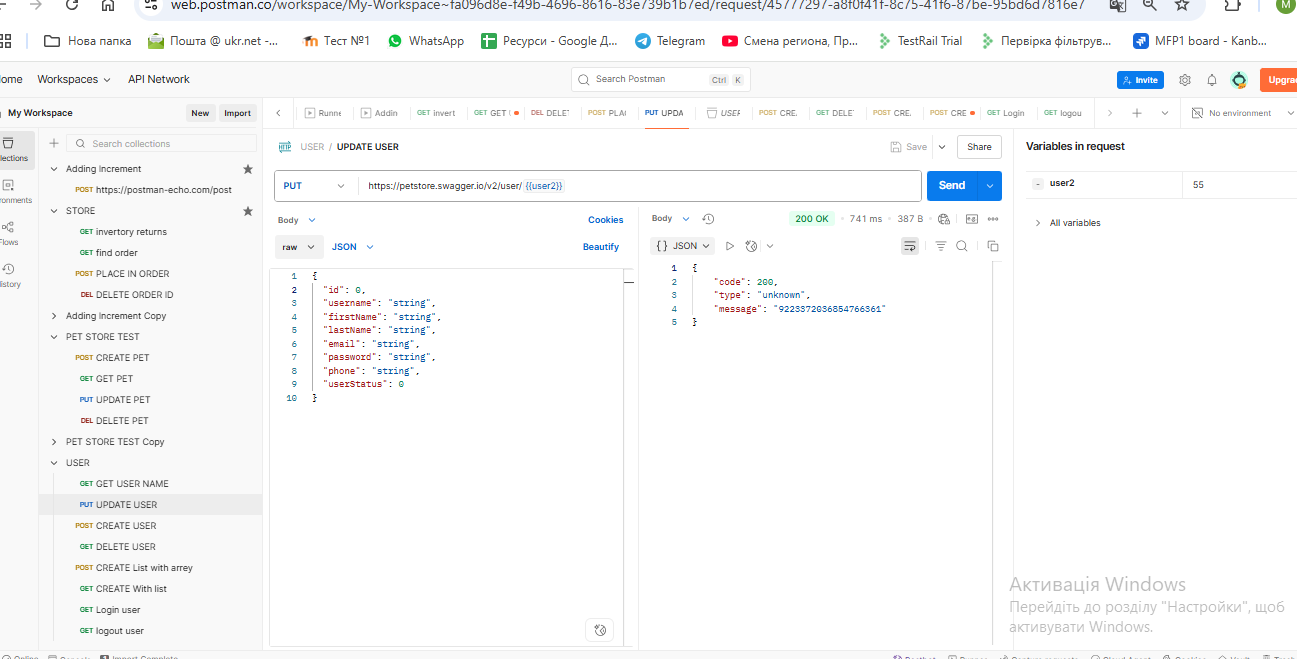 web.postman.co/workspace/My-Workspace~fa096d8e-f49b-4696-8616-83e739b1b7ed/request/45777297-a8f0f41f-8c75-41f6-87be-95bd6d7816e7
M
Нова папка Пошта @ ukr.net -... Тест №1 WhatsApp Ресурси - Google Д... Telegram Смена региона, Пр... TestRail Trial Первірка фільтрув... MFP1 board - Kanb...
ome Workspaces API Network Search Postman Ctrl K Invite Upgra
My Workspace New Import
Runne Addin GET invert GET GET DEL DELET POST PLA PUT UPDA USEF POST CRE. GET DELE POST CRE. POST CRE GET Login GET logou No environment
lections
Search collections
USER / UPDATE USER Save Share
Variables in request
Adding Increment
POST https://postman-echo.com/post
PUT https://petstore.swagger.io/v2/user/ {{user2}} Send
user2 55
onments
STORE
GET invertory returns
Body Cookies Body 200 OK 741 ms 387 B
All variables
lows
raw JSON Beautify {} JSON
GET find order
POST PLACE IN ORDER
istory
DEL DELETE ORDER ID
Adding Increment Copy
PET STORE TEST
POST CREATE PET
GET GET PET
PUT UPDATE PET
DEL DELETE PET
PET STORE TEST Copy
USER
GET GET USER NAME
PUT UPDATE USER
POST CREATE USER
GET DELETE USER
POST CREATE List with arrey
GET CREATE With list
GET Login user
GET logout user
1 {
2 "id": 0,
3 "username": "string",
4 "firstName": "string",
5 "lastName": "string",
6 "email": "string",
7 "password": "string",
8 "phone": "string",
9 "userStatus": 0
10 }
1 {
2 "code": 200,
3 "type": "unknown",
4 "message": "9223372036854766361"
5 }
Активація Windows
Перейдіть до розділу "Настройки", щоб
активувати Windows.